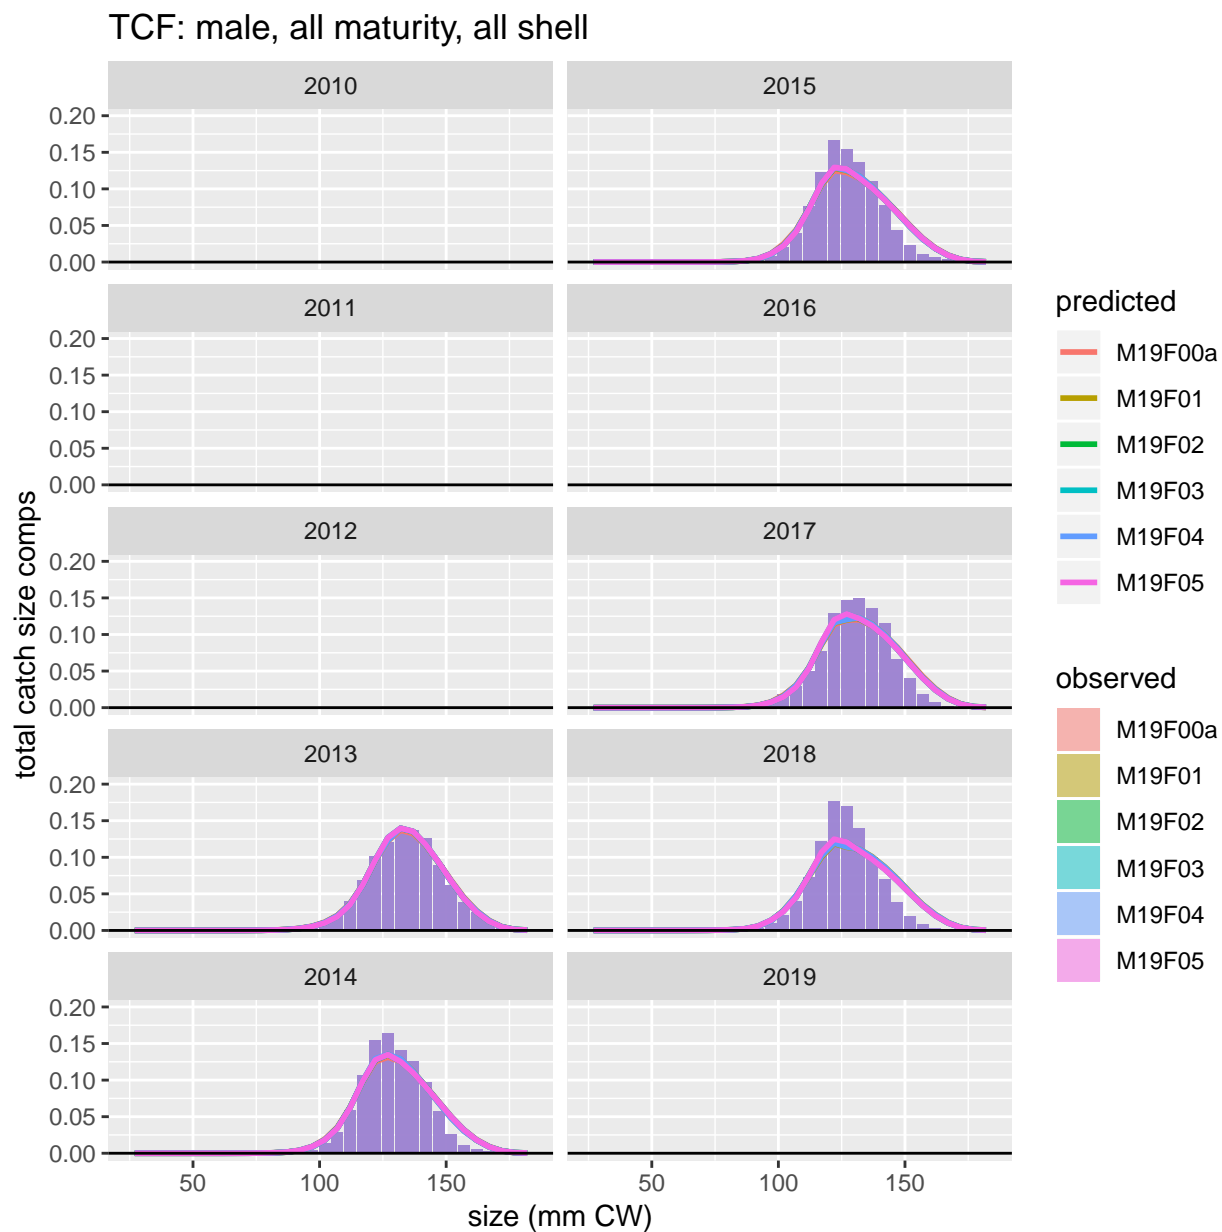 TCF: male, all maturity, all shell
2010
2015
0.20
0.15
0.10
0.05
0.00
2011
2016
0.20
0.15
0.10
0.05
0.00
2012
2017
0.20
0.15
0.10
0.05
0.00
2013
2018
0.20
0.15
0.10
0.05
0.00
2014
2019
0.20
0.15
0.10
0.05
0.00
50 100 150 50 100 150
size (mm CW)
total catch size comps
predicted
M19F00a
M19F01
M19F02
M19F03
M19F04
M19F05
observed
M19F00a
M19F01
M19F02
M19F03
M19F04
M19F05